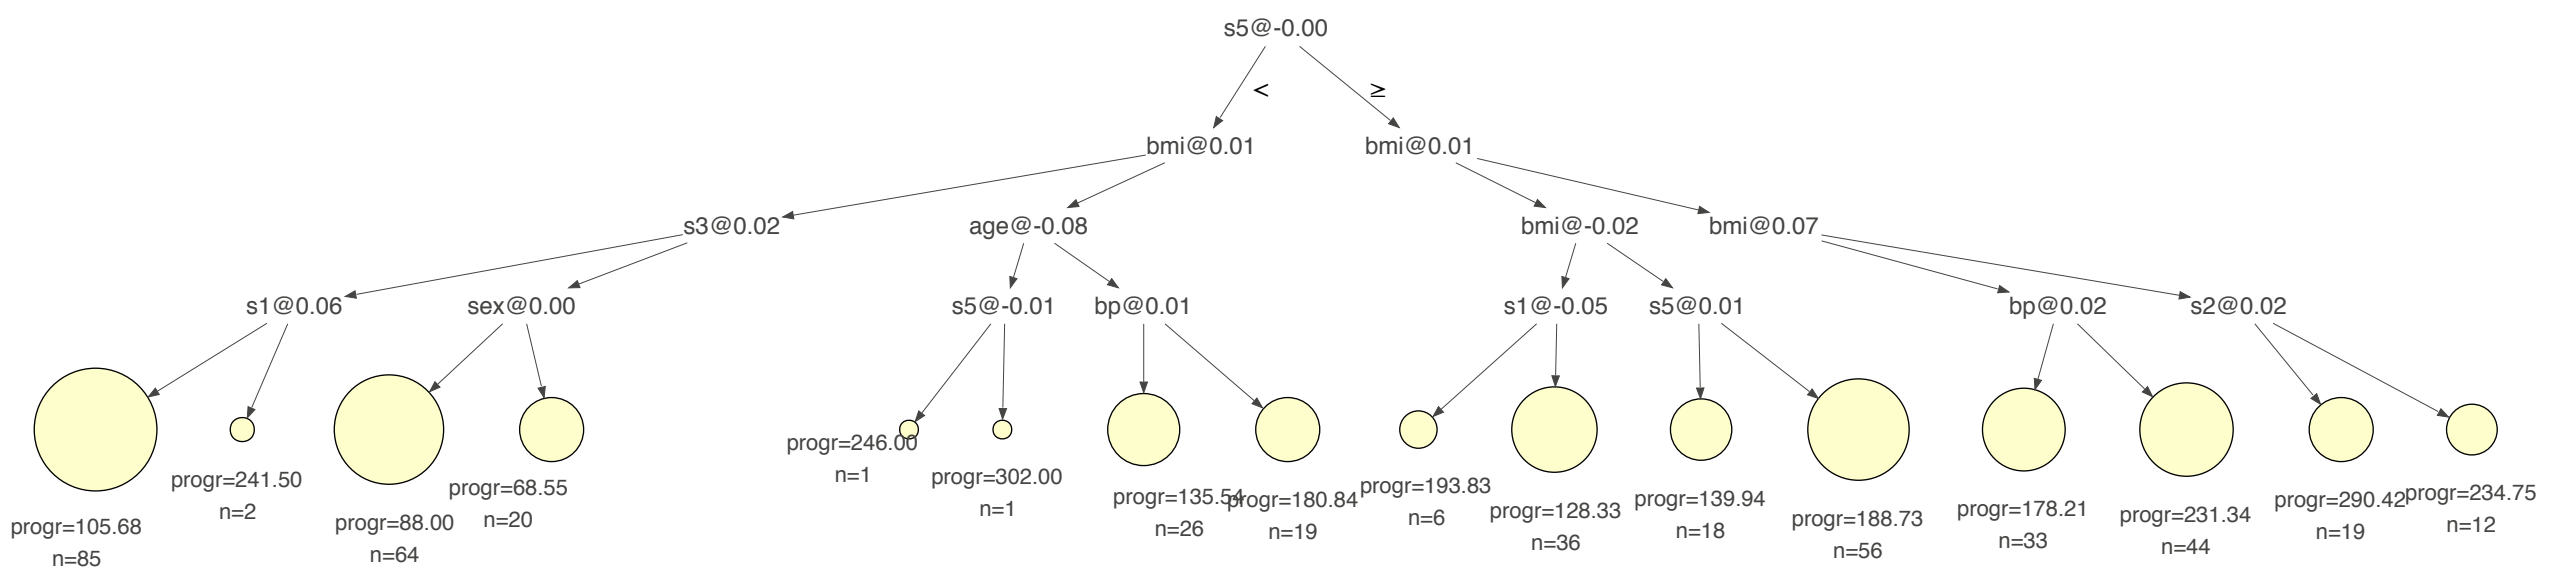 s5@-0.00
<
≥
bmi@0.01
bmi@0.01
s3@0.02
age@-0.08
bmi@-0.02
bmi@0.07
s1@0.06
sex@0.00
s5@-0.01
bp@0.01
s1@-0.05
s5@0.01
bp@0.02
s2@0.02
progr=105.68
n=85
progr=241.50
n=2
progr=88.00
n=64
progr=68.55
n=20
progr=246.00
n=1
progr=302.00
n=1
progr=135.54
n=26
progr=180.84
n=19
progr=193.83
n=6
progr=128.33
n=36
progr=139.94
n=18
progr=188.73
n=56
progr=178.21
n=33
progr=231.34
n=44
progr=290.42
n=19
progr=234.75
n=12